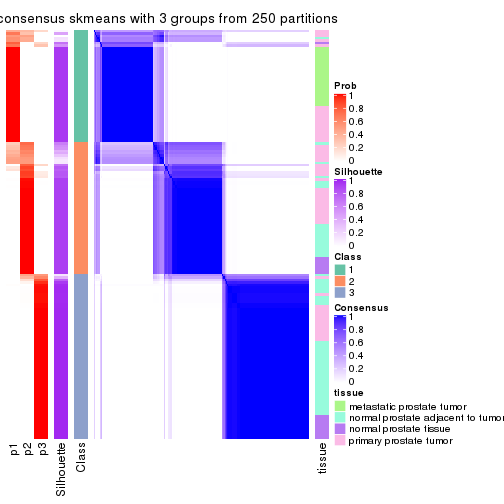 consensus skmeans with 3 groups from 250 partitions
Prob
1
0.8
0.6
0.4
0.2
0
Silhouette
1
0.8
0.6
0.4
0.2
0
Class
1
2
3
Consensus
1
0.8
0.6
0.4
0.2
0
tissue
metastatic prostate tumor
normal prostate adjacent to tumor
normal prostate tissue
primary prostate tumor
p1
p2
p3
Silhouette
Class
tissue